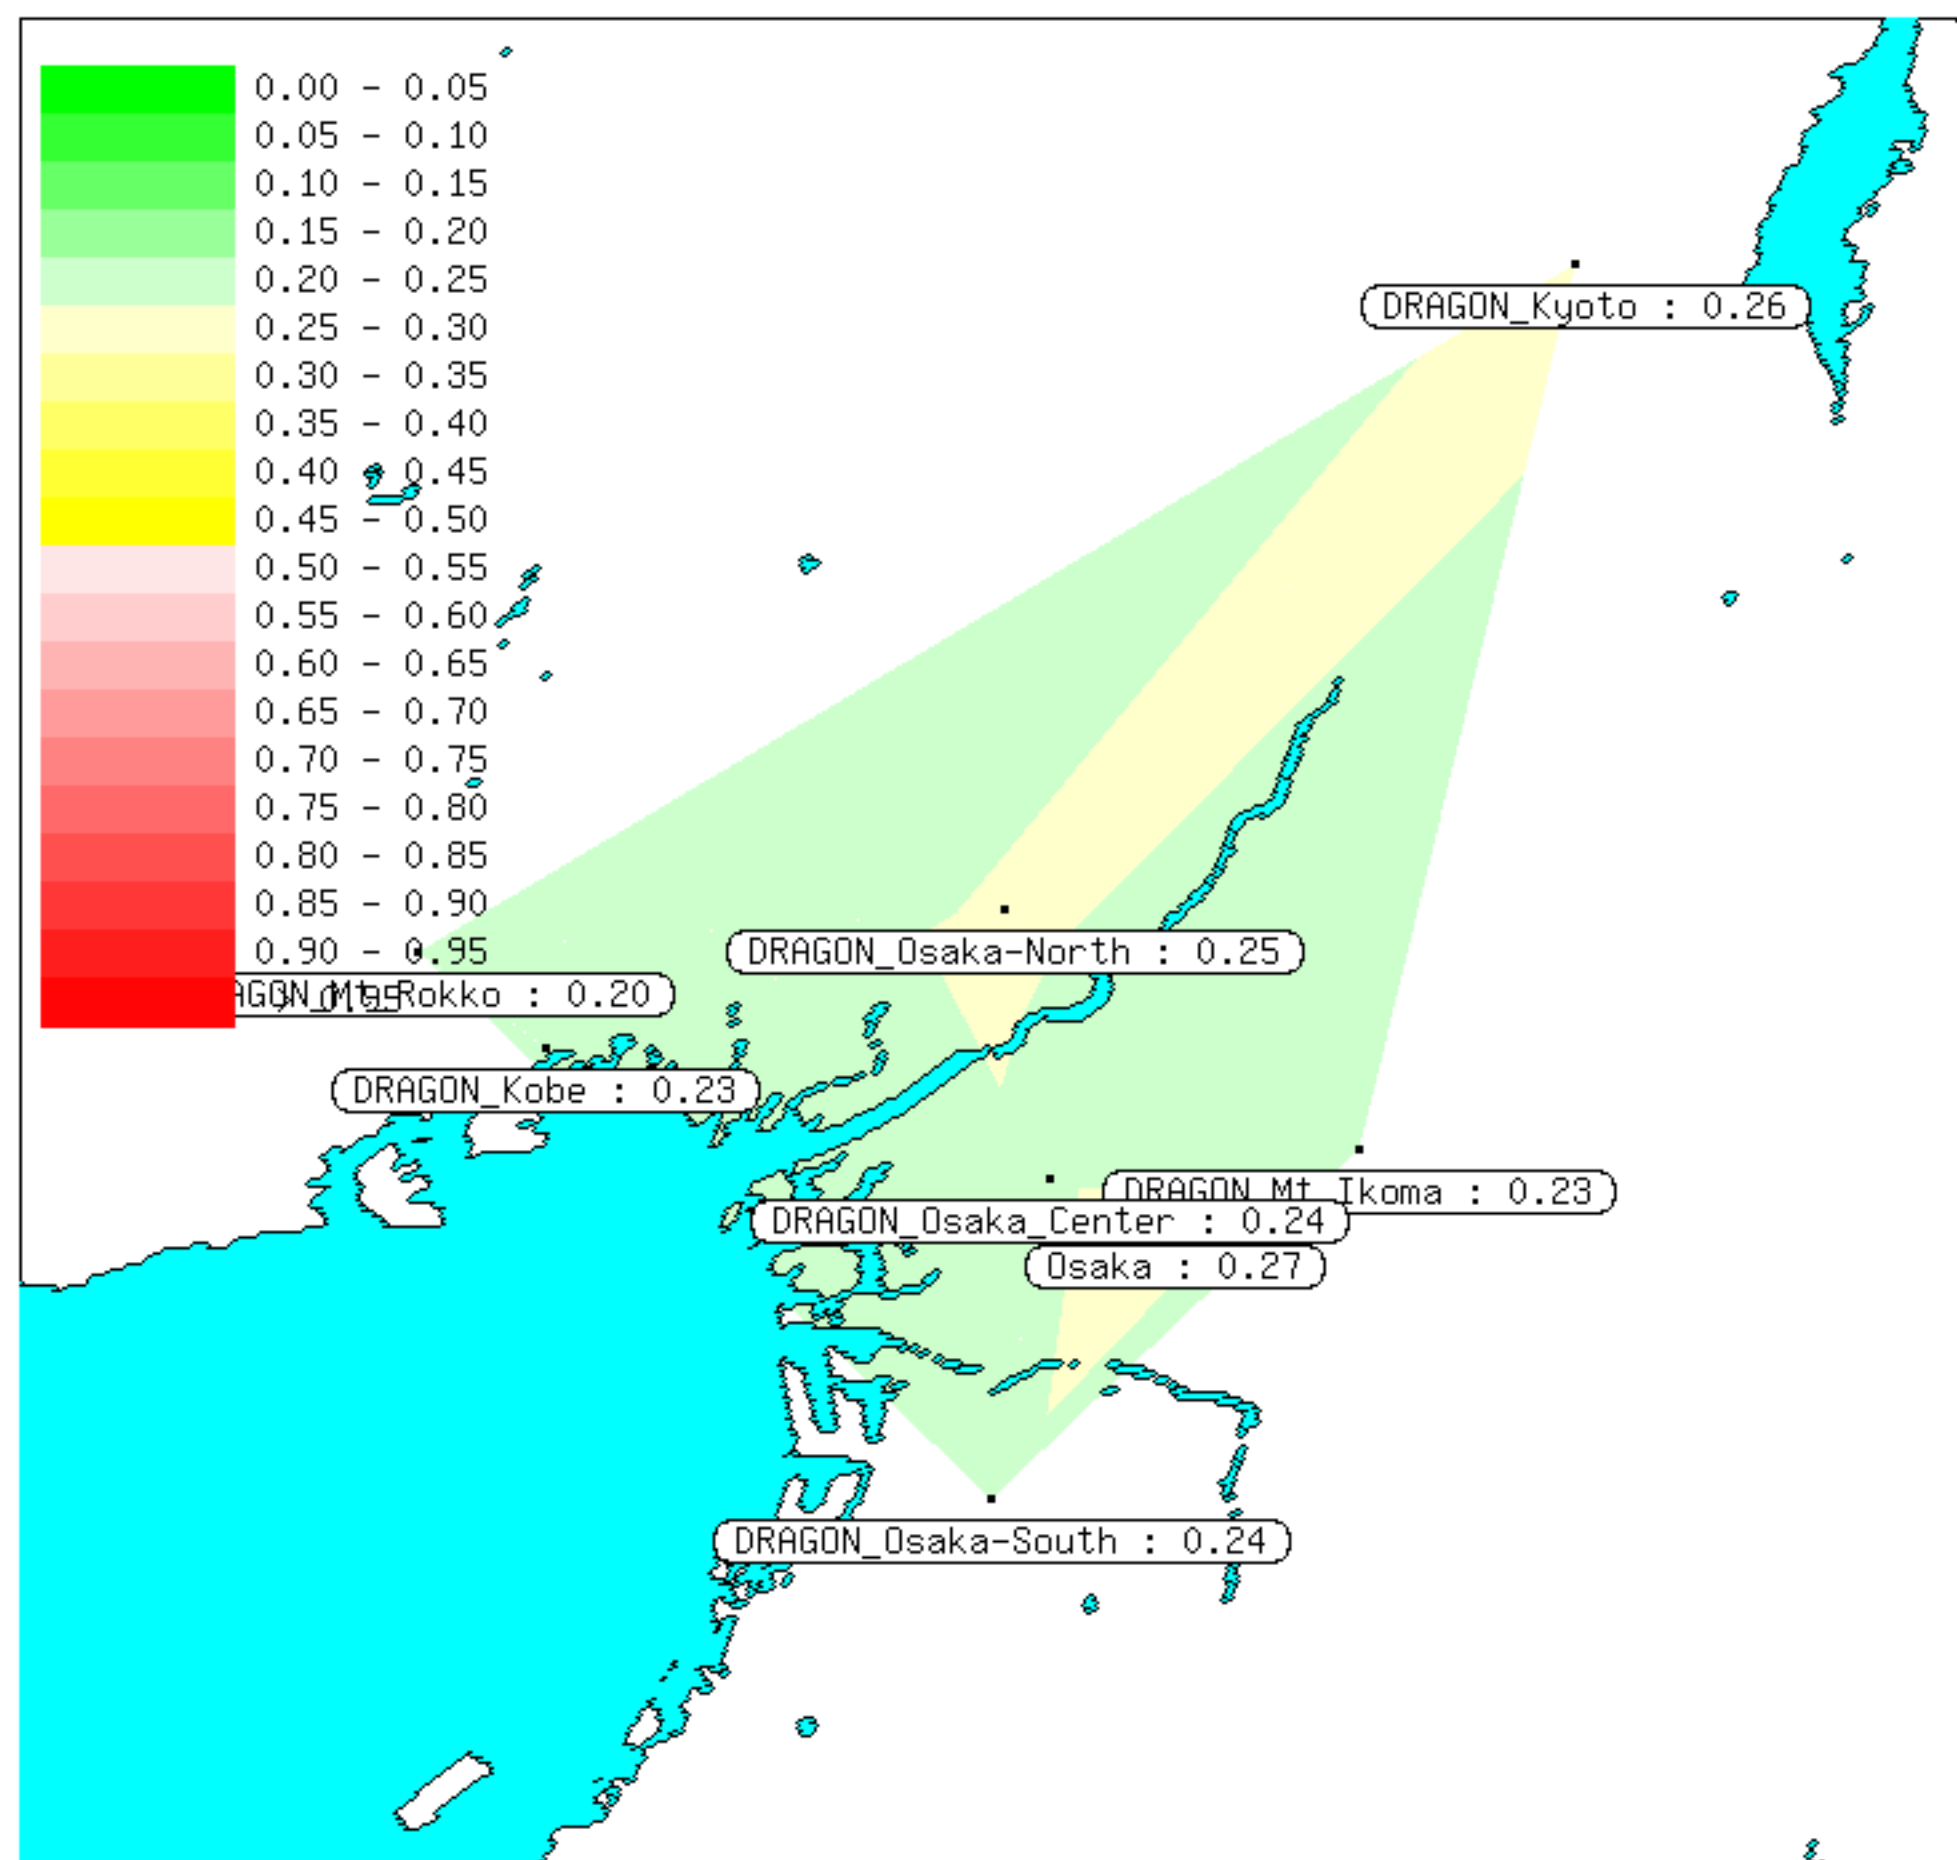 0.00 - 0.05
0.05 - 0.10
0.10 - 0.15
0.15 - 0.20
0.20 - 0.25
0.25 - 0.30
0.30 - 0.35
0.35 - 0.40
0.40 - 0.45
0.45 - 0.50
0.50 - 0.55
0.55 - 0.60
0.60 - 0.65
0.65 - 0.70
0.70 - 0.75
0.75 - 0.80
0.80 - 0.85
0.85 - 0.90
0.90 - 0.95
> 0.95
DRAGON_Kyoto : 0.26
DRAGON_Osaka-North : 0.25
AGON_Mt_Rokko : 0.20
DRAGON_Kobe : 0.23
DRAGON_Mt_Ikoma : 0.23
DRAGON_Osaka_Center : 0.24
Osaka : 0.27
DRAGON_Osaka-South : 0.24